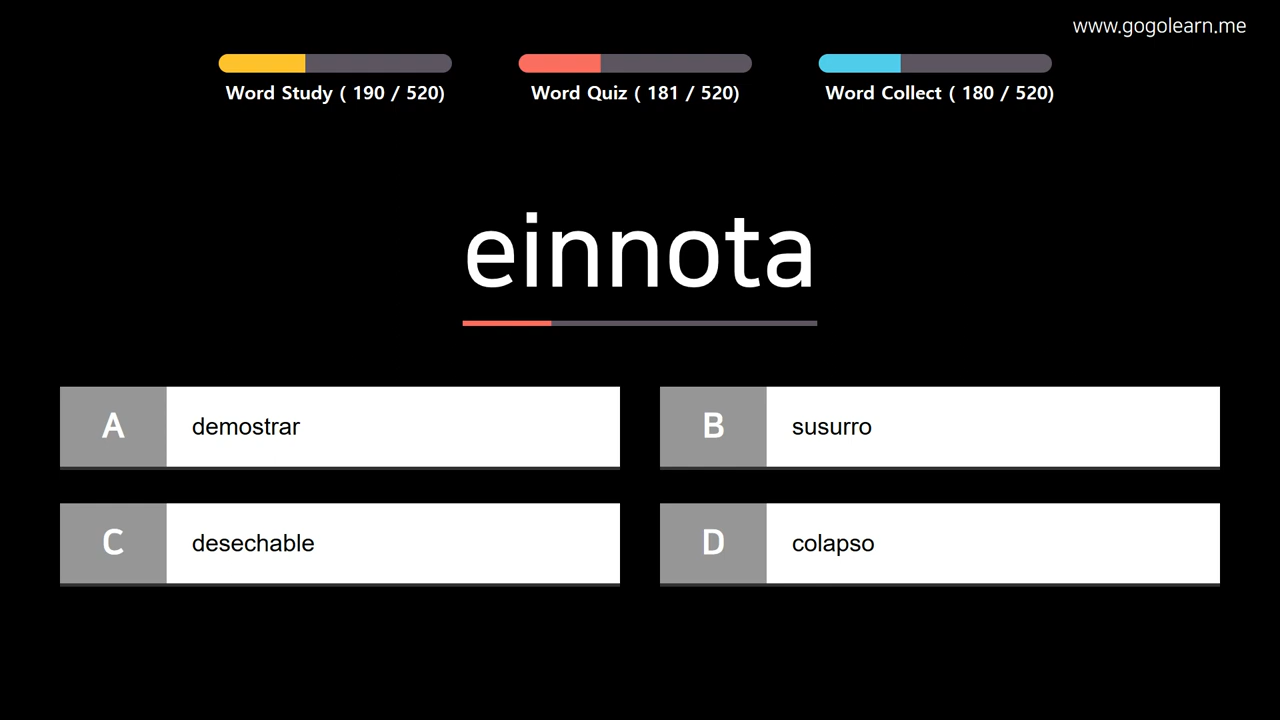 www.gogolearn.me
Word Study ( 190 / 520)
Word Quiz ( 181 / 520)
Word Collect ( 180 / 520)
einnota
A demostrar
B susurro
C desechable
D colapso